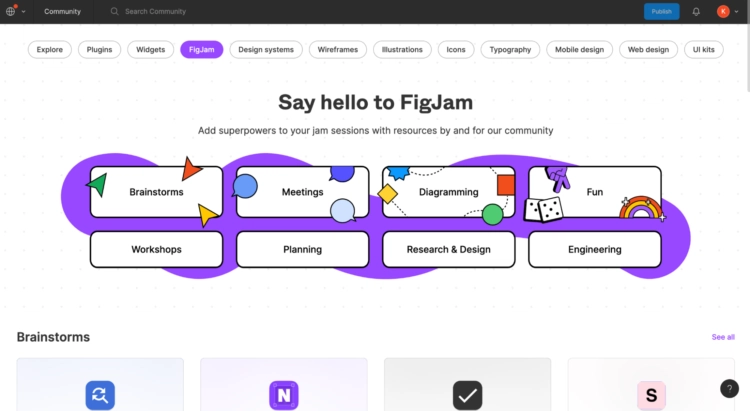 Community
Search Community
Publish
K
Explore
Plugins
Widgets
FigJam
Design systems
Wireframes
Illustrations
Icons
Typography
Mobile design
Web design
UI kits
Say hello to FigJam
Add superpowers to your jam sessions with resources by and for our community
Brainstorms
Meetings
Diagramming
Fun
Workshops
Planning
Research & Design
Engineering
Brainstorms
See all
N
S
?